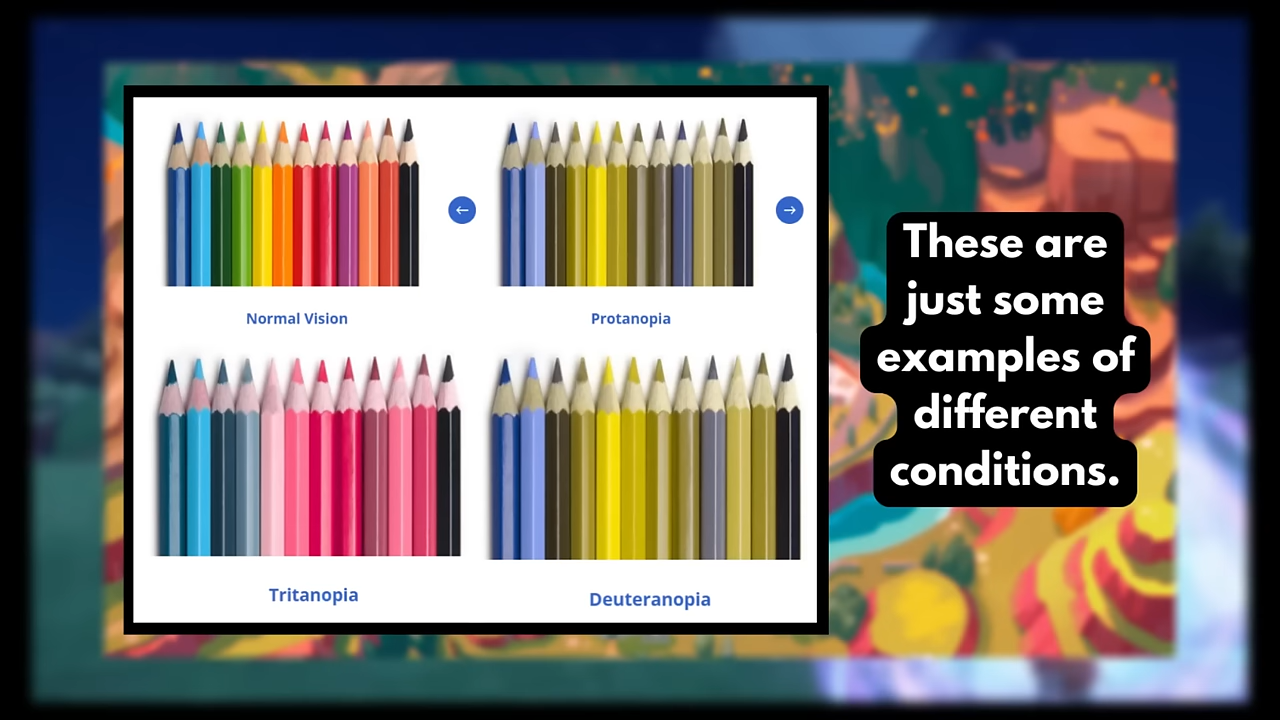 Normal Vision
Protanopia
Tritanopia
Deuteranopia
These are
just some
examples of
different
conditions.